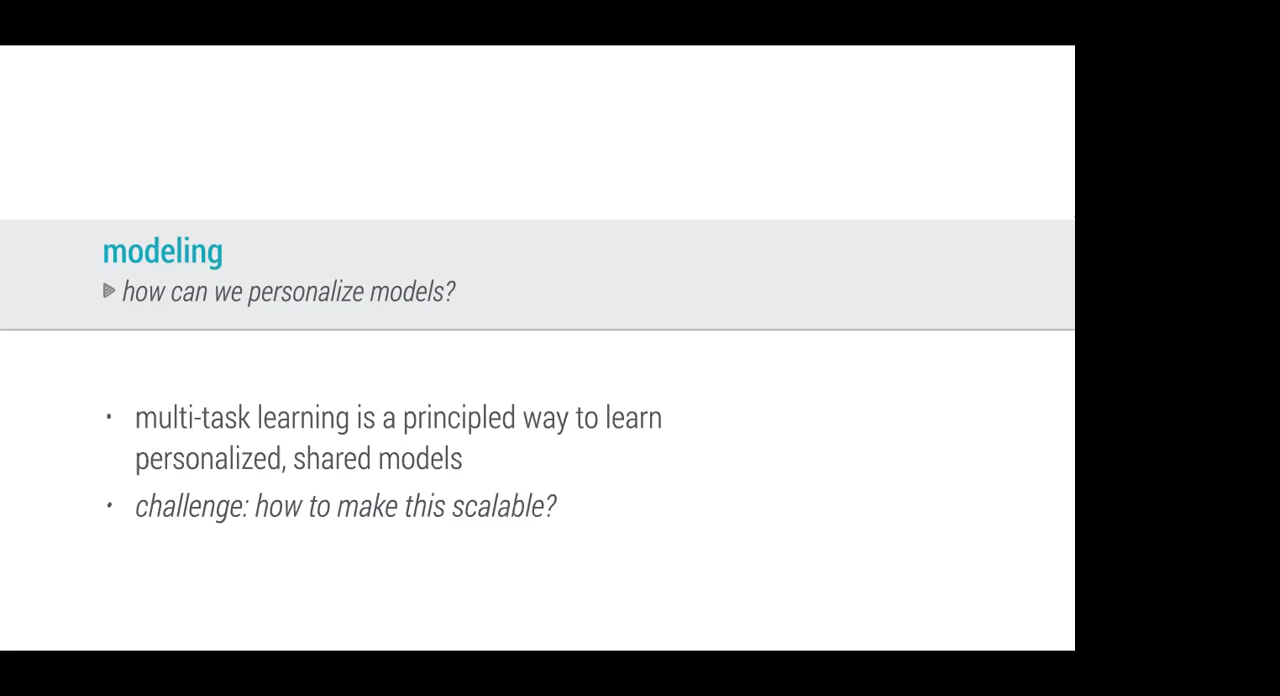 modeling
how can we personalize models?
• multi-task learning is a principled way to learn
personalized, shared models
• challenge: how to make this scalable?